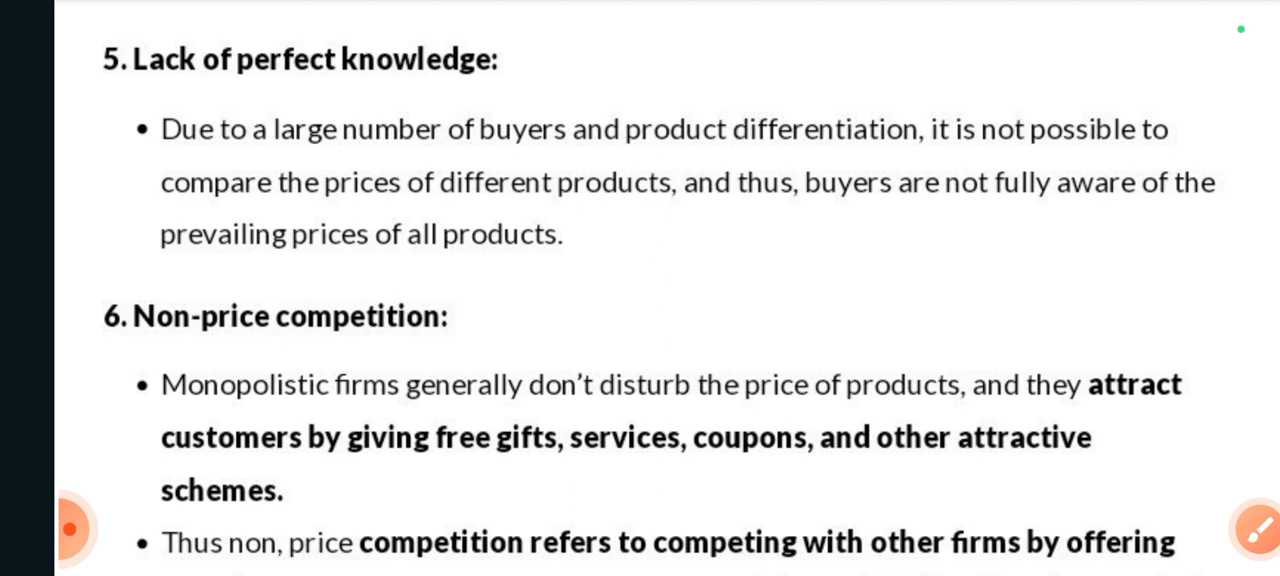 5. Lack of perfect knowledge:
• Due to a large number of buyers and product differentiation, it is not possible to
compare the prices of different products, and thus, buyers are not fully aware of the
prevailing prices of all products.
6. Non-price competition:
• Monopolistic firms generally don’t disturb the price of products, and they attract
customers by giving free gifts, services, coupons, and other attractive
schemes.
• Thus non, price competition refers to competing with other firms by offering